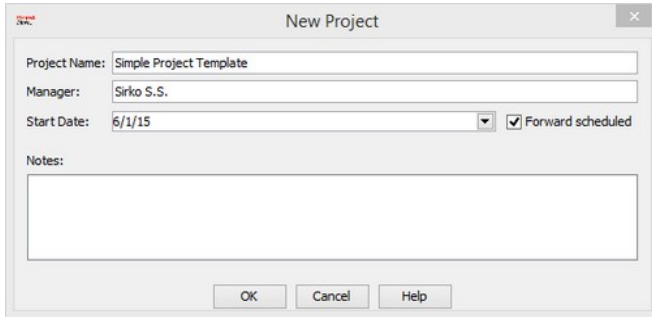 New Project
Project Name: Simple Project Template
Manager: Sirko S.S.
Start Date: 6/1/15 Forward scheduled
Notes:
OK Cancel Help